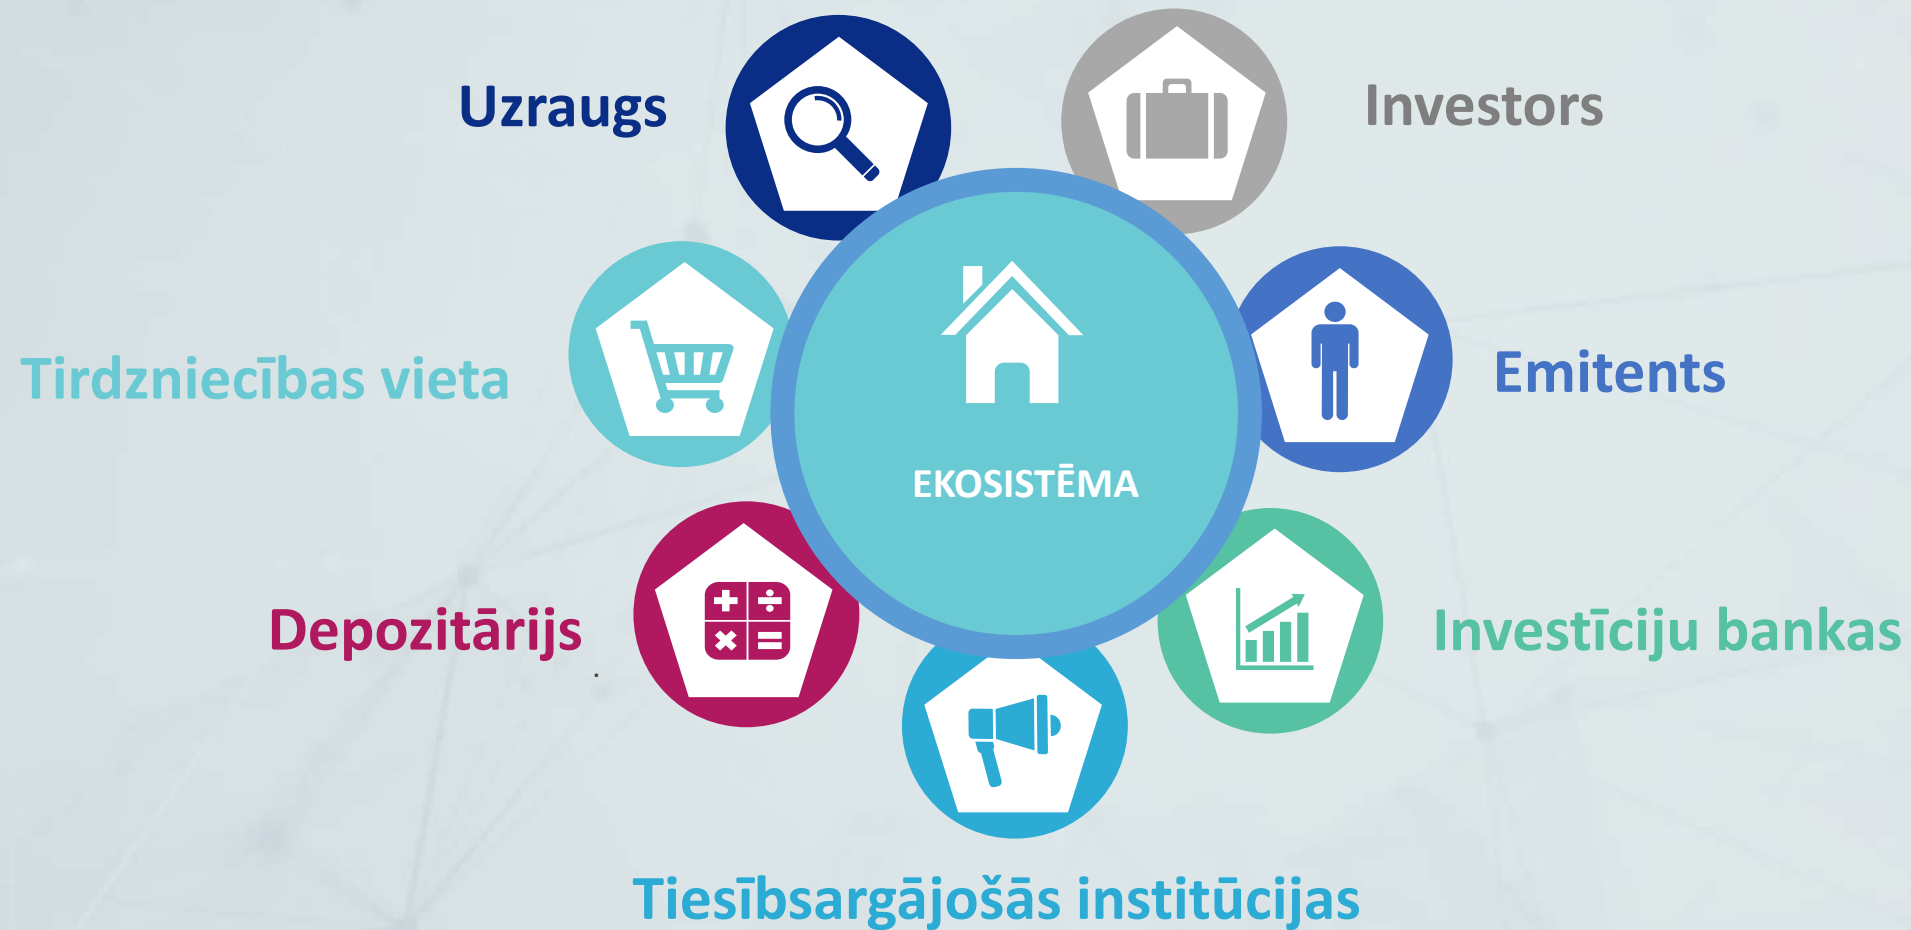 Uzraugs
Investors
Tirdzniecības vieta
Emitents
EKOSISTĒMA
Depozitārijs
Investīciju bankas
.
Tiesībsargājošās institūcijas